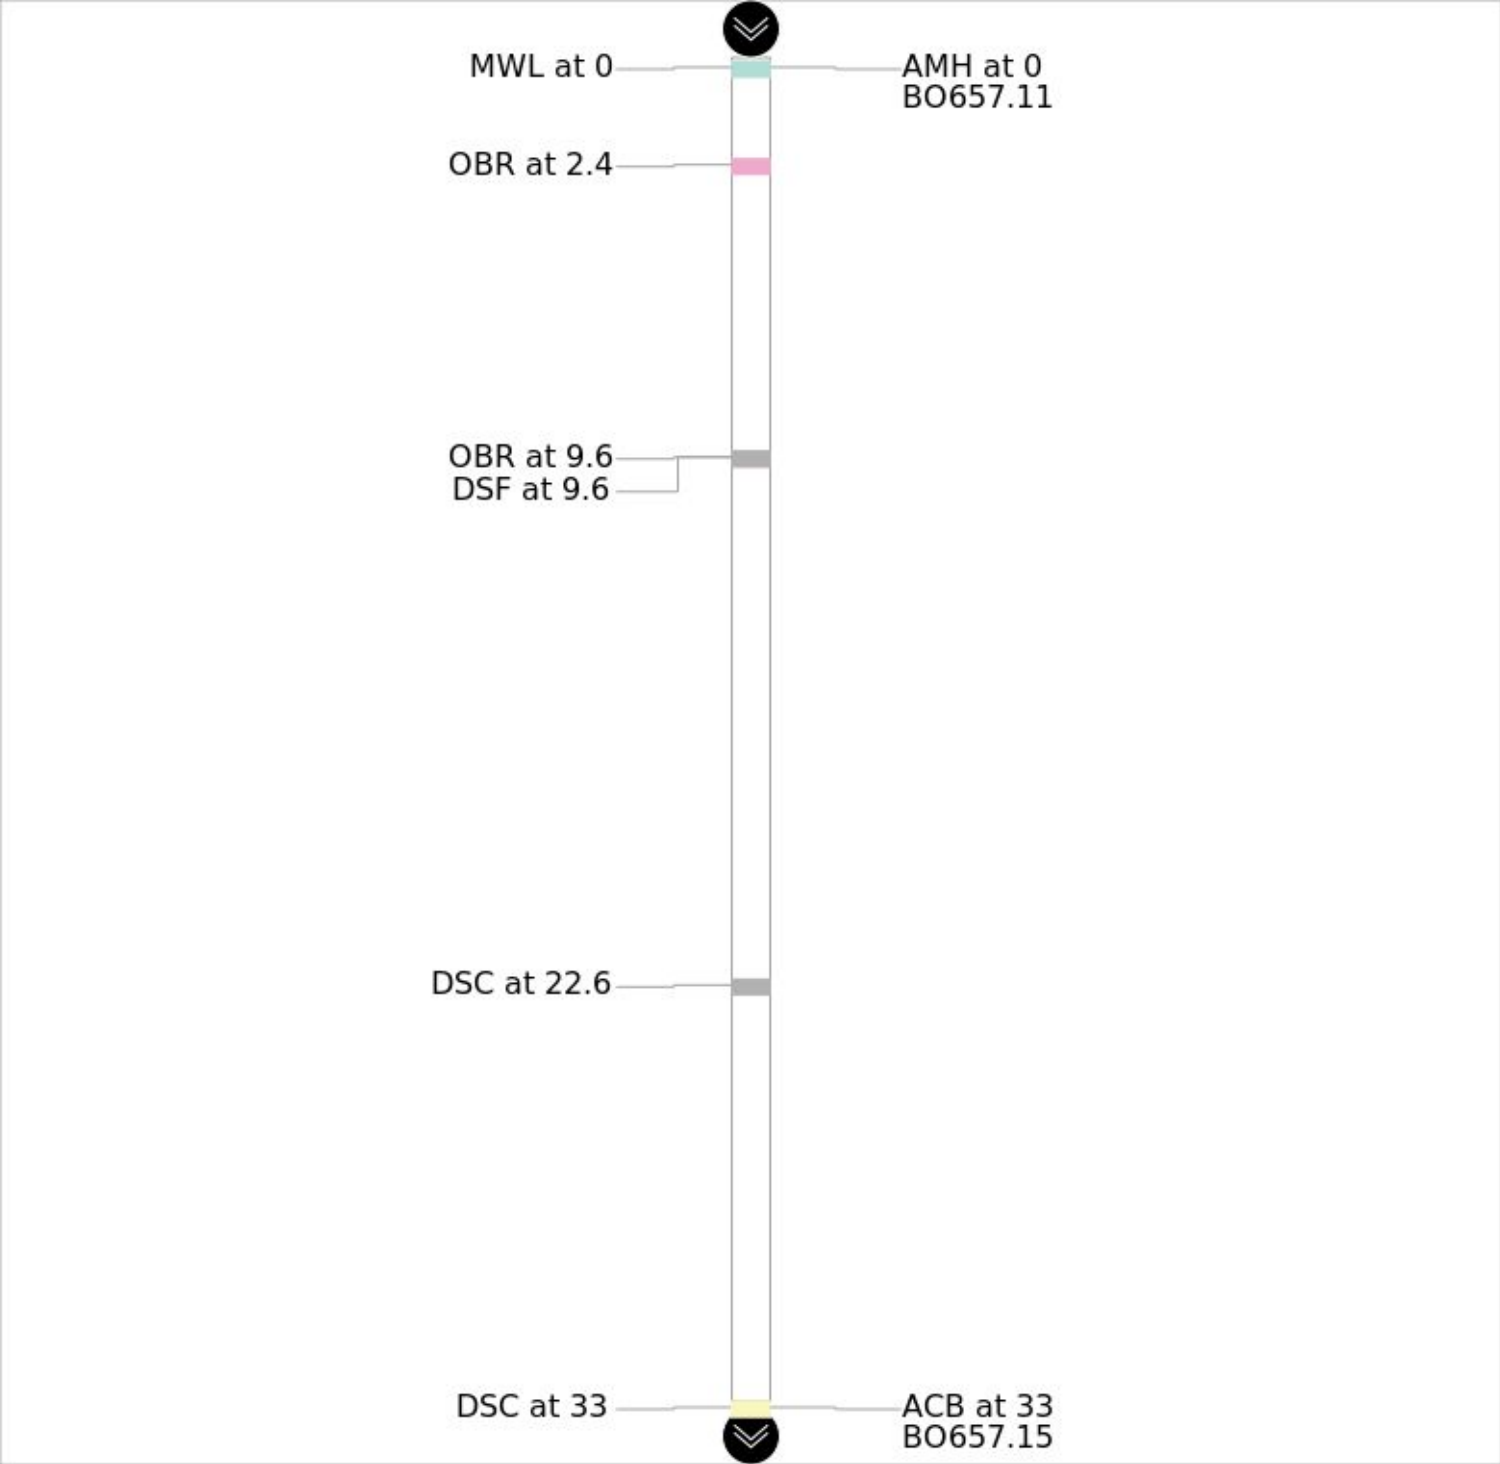 MWL at 0
AMH at 0
BO657.11
OBR at 2.4
OBR at 9.6
DSF at 9.6
DSC at 22.6
DSC at 33
ACB at 33
BO657.15